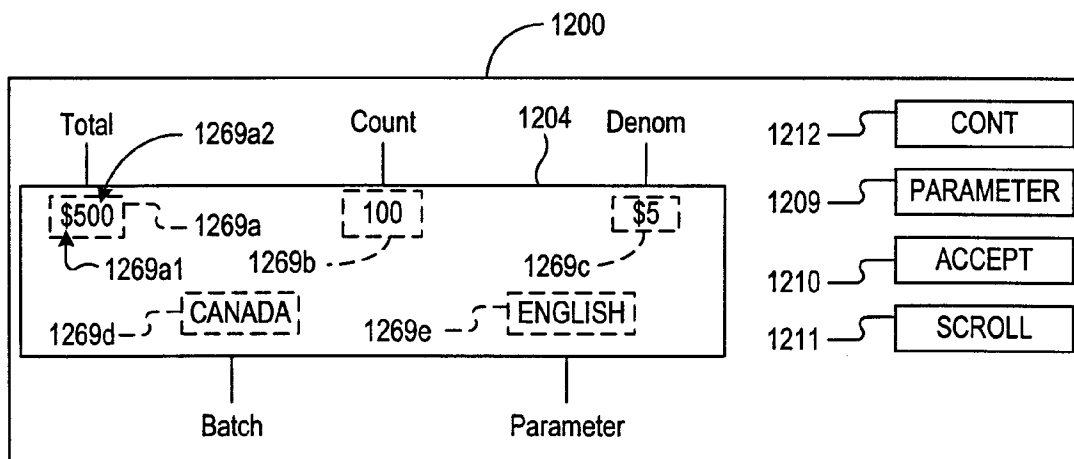 1200
Total
1269a2
Count
1204
Denom
1212
CONT
$500
1269a
100
$5
1209
PARAMETER
1269a1
1269b
1269c
1210
ACCEPT
1269d
CANADA
1269e
ENGLISH
1211
SCROLL
Batch
Parameter